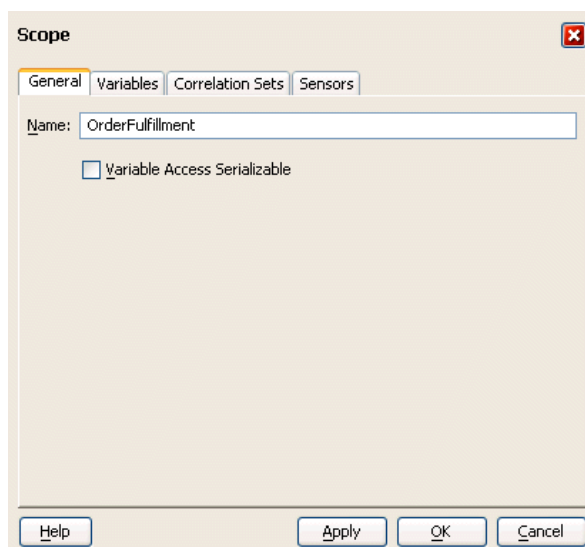 Scope
General Variables Correlation Sets Sensors
Name: OrderFulfillment
Variable Access Serializable
Help Apply OK Cancel